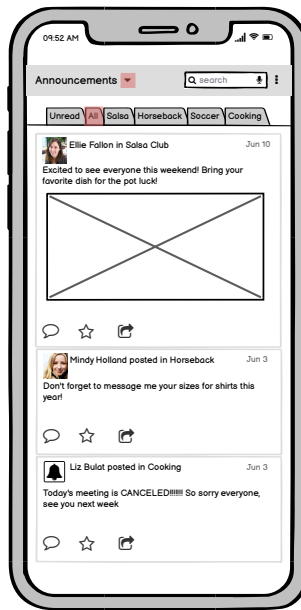 09:52 AM
Announcements
search
Unread All Salsa Horseback Soccer Cooking
Ellie Fallon in Salsa Club Jun 10
Excited to see everyone this weekend! Bring your
favorite dish for the pot luck!
Mindy Holland posted in Horseback Jun 3
Don't forget to message me your sizes for shirts this
year!
Liz Bulat posted in Cooking Jun 3
Today's meeting is CANCELED!!!!!! So sorry everyone,
see you next week